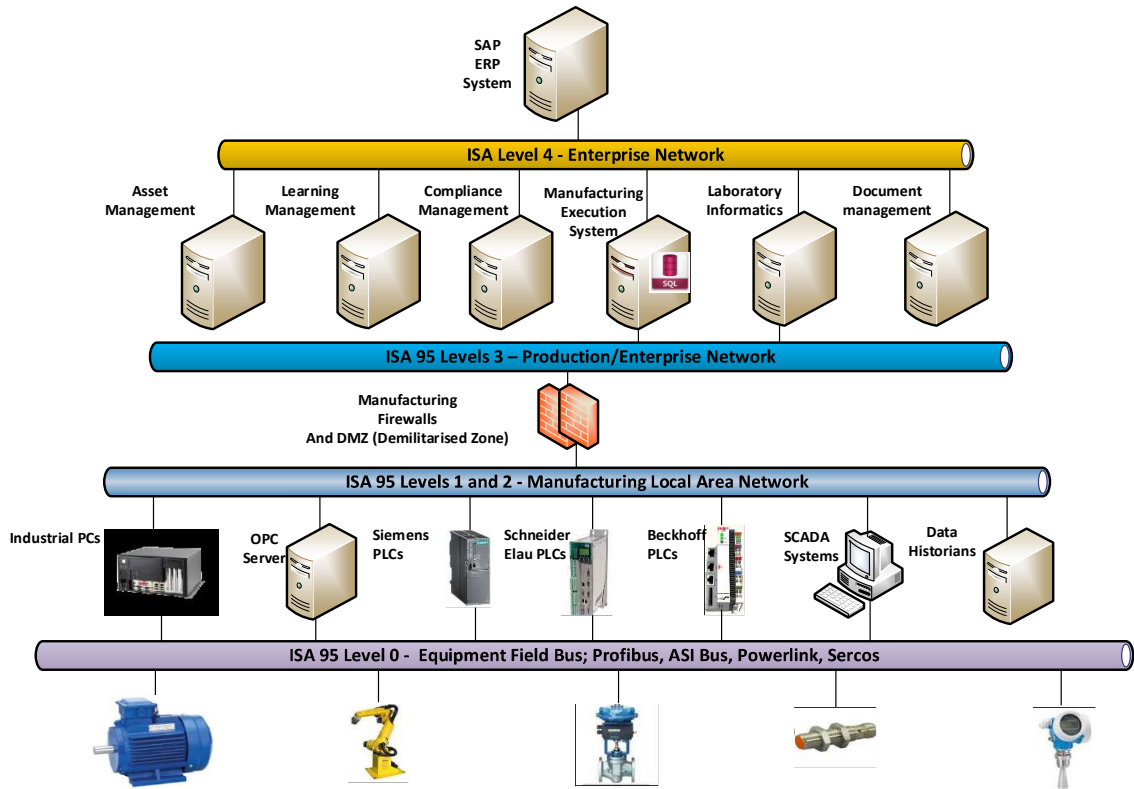 SAP
ERP
System
ISA Level 4 - Enterprise Network
Asset
Management
Learning
Management
Compliance
Management
Manufacturing
Execution
System
Laboratory
Informatics
Document
management
SQL
ISA 95 Levels 3 – Production/Enterprise Network
Manufacturing
Firewalls
And DMZ (Demilitarised Zone)
ISA 95 Levels 1 and 2 - Manufacturing Local Area Network
Industrial PCs
OPC
Server
Siemens
PLCs
Schneider
Elau PLCs
Beckhoff
PLCs
SCADA
Systems
Data
Historians
ISA 95 Level 0 - Equipment Field Bus; Profibus, ASI Bus, Powerlink, Sercos